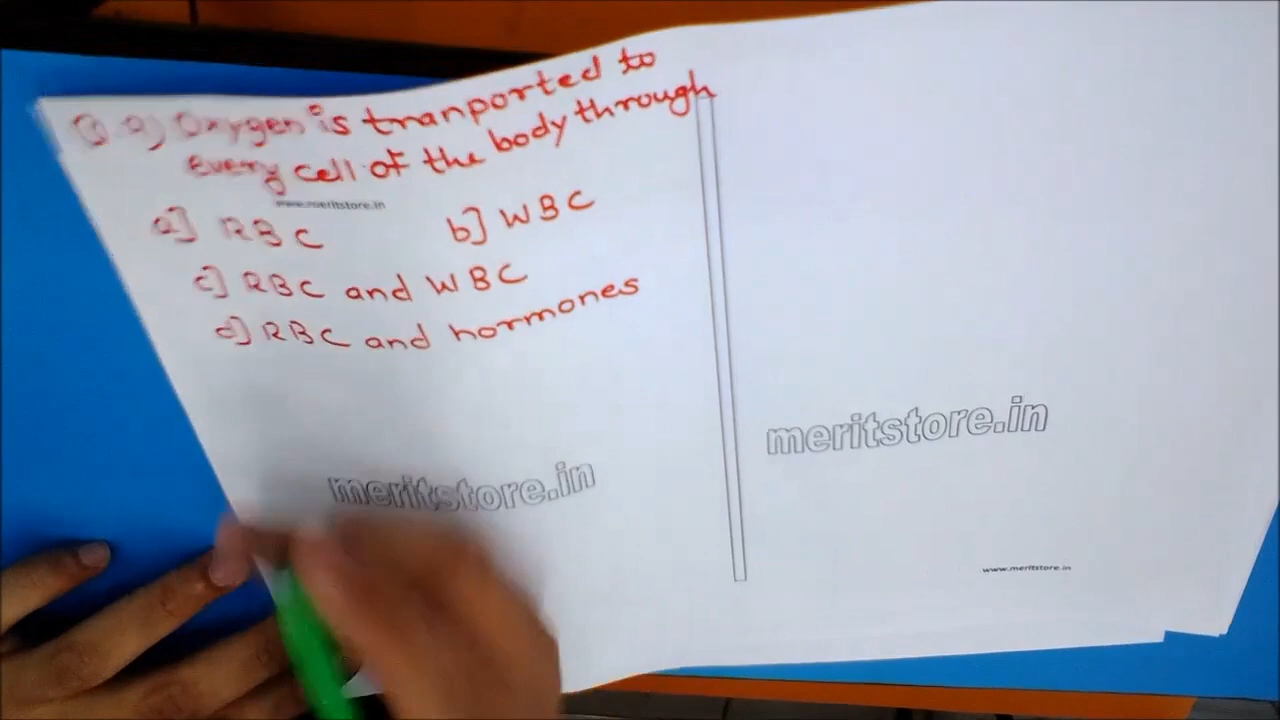 Q.2) Oxygen is tranported to
every cell of the body through
www.meritstore.in
a] RBC b] WBC
c] RBC and WBC
d] RBC and hormones
meritstore.in
meritstore.in
www.meritstore.in